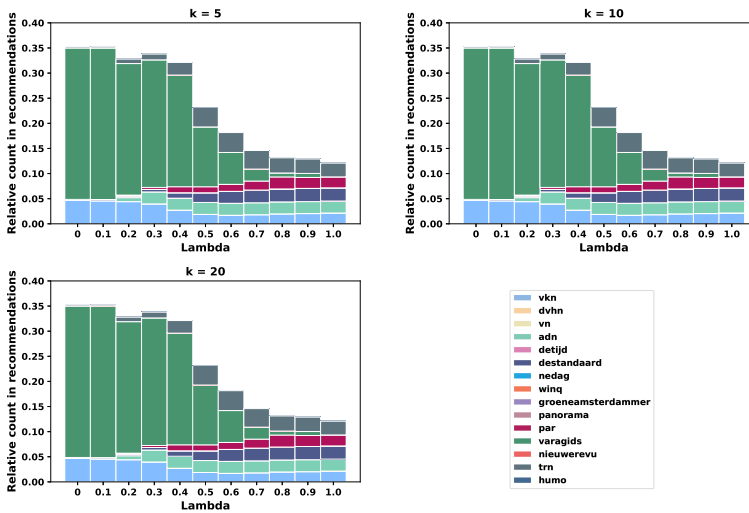 k = 5
Relative count in recommendations
0.40
0.35
0.30
0.25
0.20
0.15
0.10
0.05
0.00
0 0.1 0.2 0.3 0.4 0.5 0.6 0.7 0.8 0.9 1.0
Lambda
k = 10
Relative count in recommendations
0.40
0.35
0.30
0.25
0.20
0.15
0.10
0.05
0.00
0 0.1 0.2 0.3 0.4 0.5 0.6 0.7 0.8 0.9 1.0
Lambda
k = 20
Relative count in recommendations
0.40
0.35
0.30
0.25
0.20
0.15
0.10
0.05
0.00
0 0.1 0.2 0.3 0.4 0.5 0.6 0.7 0.8 0.9 1.0
Lambda
vkn
dvhn
vn
adn
detijd
destandaard
nedag
winq
groeneamsterdammer
panorama
par
varagids
nieuwerevu
trn
humo